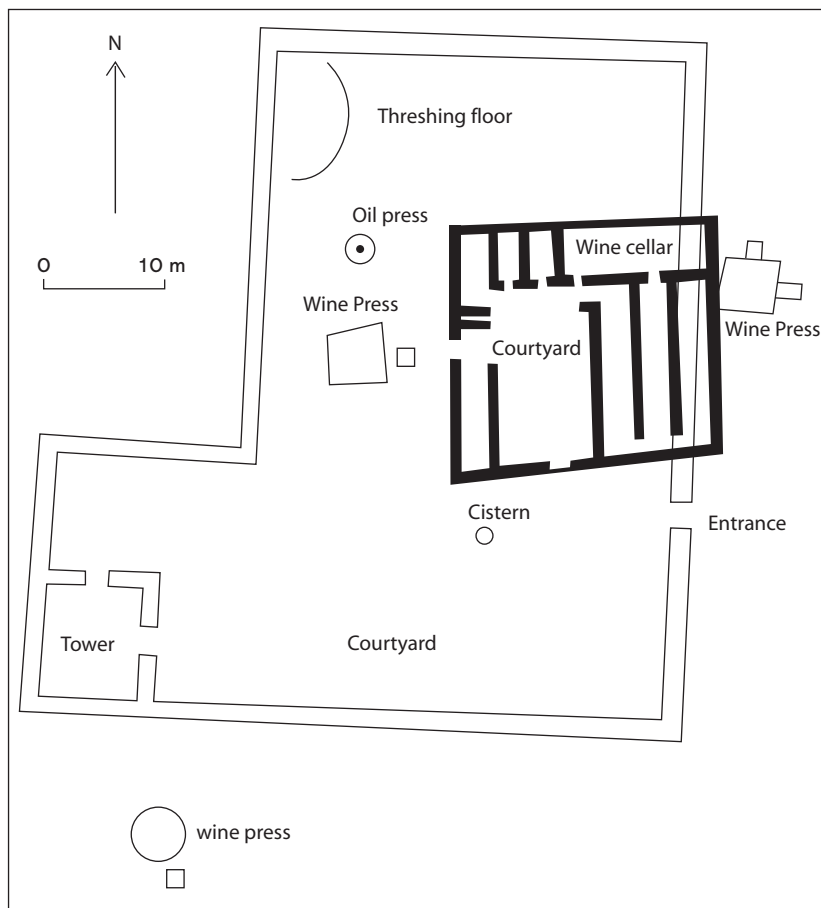 N
Threshing floor
Oil press
0 10 m
Wine cellar
Wine Press
Wine Press
Courtyard
Cistern
Entrance
Tower
Courtyard
wine press